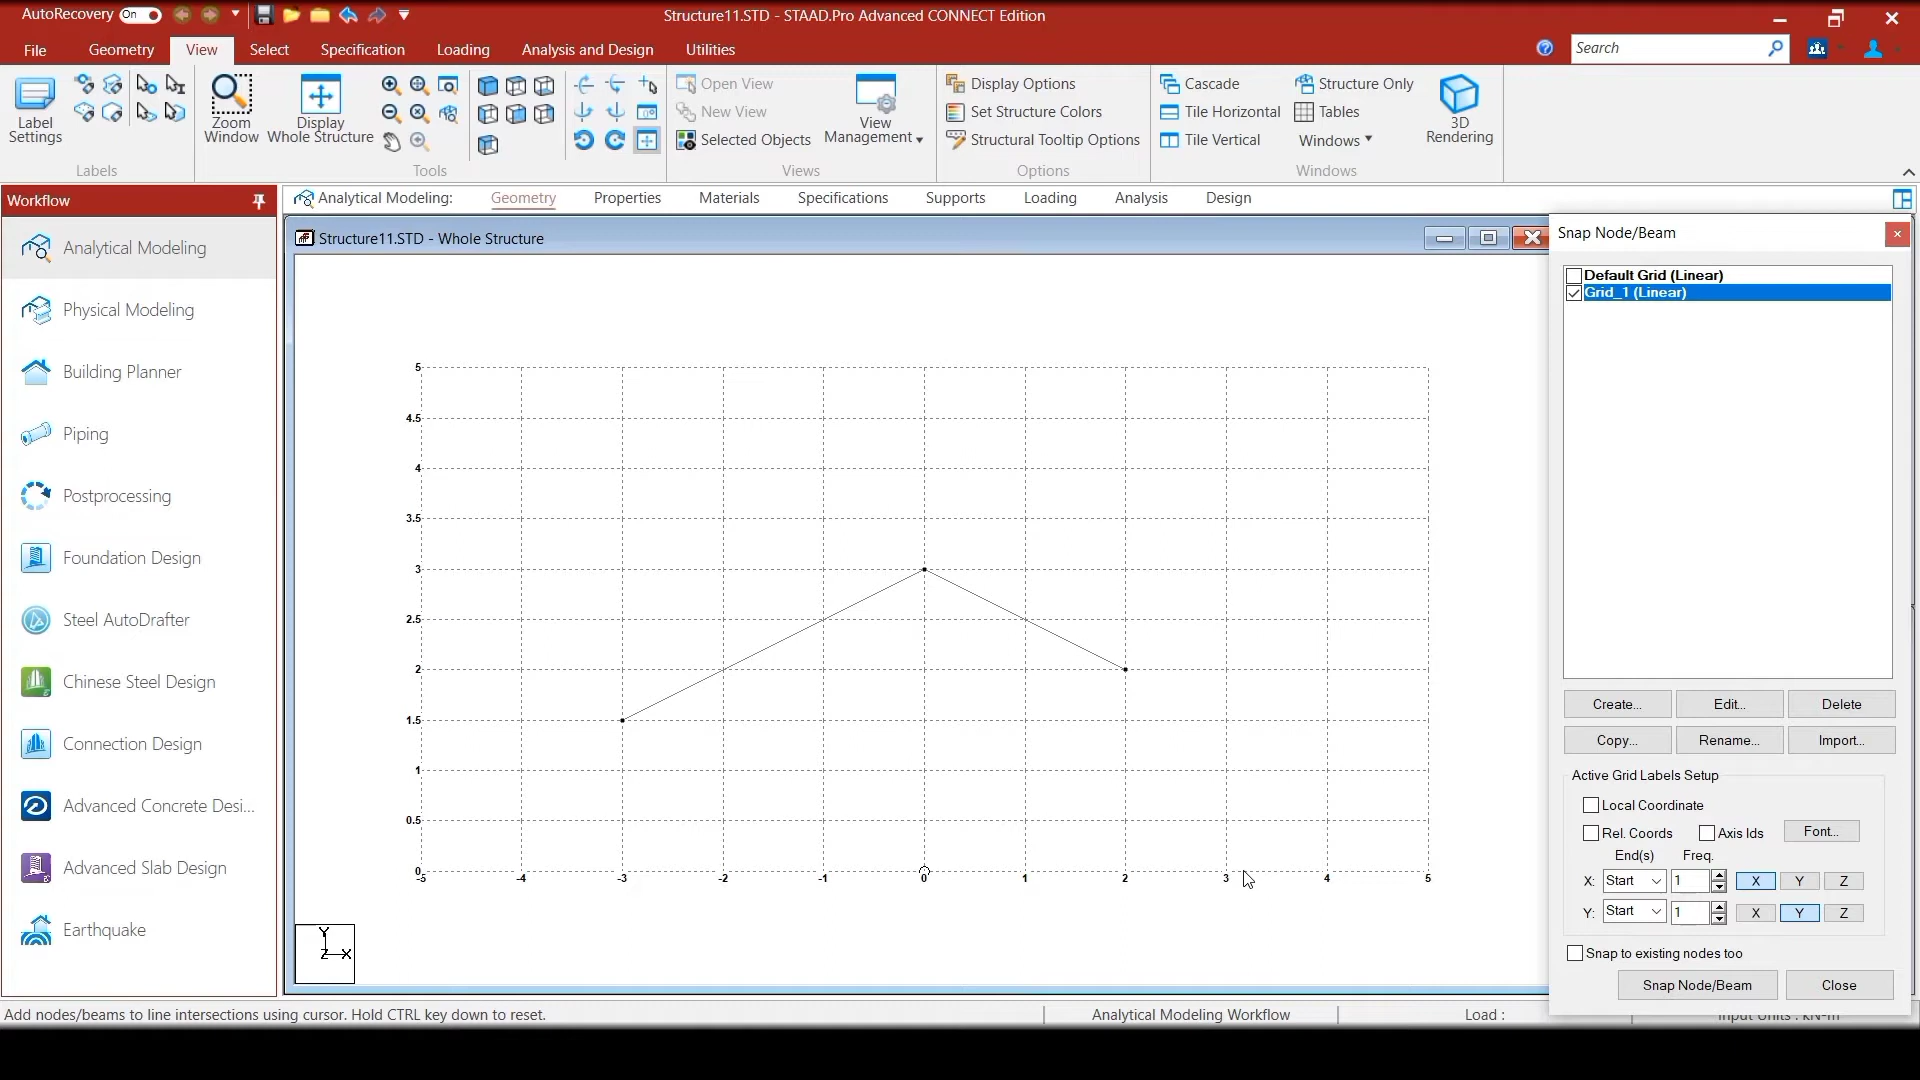 AutoRecovery On
Structure11.STD - STAAD.Pro Advanced CONNECT Edition
File Geometry View Select Specification Loading Analysis and Design Utilities
Search
Label Settings
Labels
Zoom Window
Display Whole Structure
Tools
Open View
New View
Selected Objects
View Management
Views
Display Options
Set Structure Colors
Structural Tooltip Options
Options
Cascade
Tile Horizontal
Tile Vertical
Structure Only
Tables
Windows
Windows
3D Rendering
Workflow
Analytical Modeling
Physical Modeling
Building Planner
Piping
Postprocessing
Foundation Design
Steel AutoDrafter
Chinese Steel Design
Connection Design
Advanced Concrete Desi...
Advanced Slab Design
Earthquake
Analytical Modeling: Geometry Properties Materials Specifications Supports Loading Analysis Design
Structure11.STD - Whole Structure
5
4.5
4
3.5
3
2.5
2
1.5
1
0.5
0
-5 -4 -3 -2 -1 0 1 2 3 4 5
Y
Z X
Snap Node/Beam
Default Grid (Linear)
Grid_1 (Linear)
Create... Edit... Delete
Copy... Rename... Import...
Active Grid Labels Setup
Local Coordinate
Rel. Coords Axis Ids Font...
End(s) Freq.
X: Start 1 X Y Z
Y: Start 1 X Y Z
Snap to existing nodes too
Snap Node/Beam Close
Add nodes/beams to line intersections using cursor. Hold CTRL key down to reset.
Analytical Modeling Workflow
Load :
Input Units : kN-m